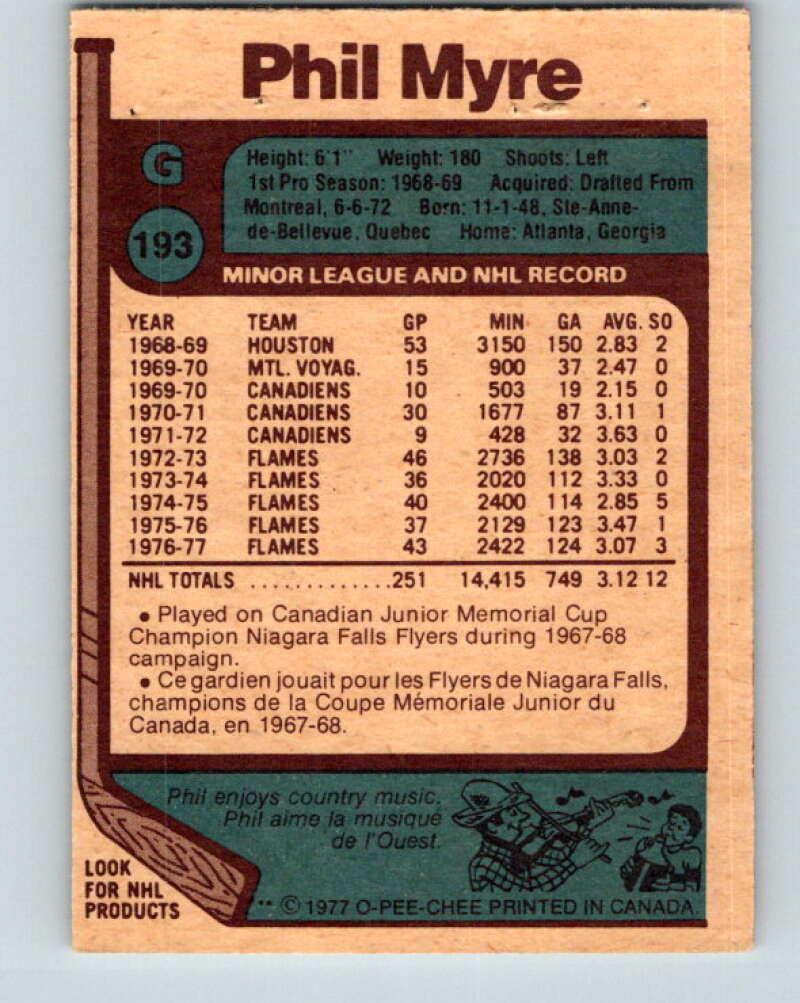 Phil Myre
G
193
Height: 6'1" Weight: 180 Shoots: Left
1st Pro Season: 1968-69 Acquired: Drafted From
Montreal, 6-6-72 Born: 11-1-48, Ste-Anne-
de-Bellevue, Quebec Home: Atlanta, Georgia
MINOR LEAGUE AND NHL RECORD
YEAR TEAM GP MIN GA AVG. SO
1968-69 HOUSTON 53 3150 150 2.83 2
1969-70 MTL. VOYAG. 15 900 37 2.47 0
1969-70 CANADIENS 10 503 19 2.15 0
1970-71 CANADIENS 30 1677 87 3.11 1
1971-72 CANADIENS 9 428 32 3.63 0
1972-73 FLAMES 46 2736 138 3.03 2
1973-74 FLAMES 36 2020 112 3.33 0
1974-75 FLAMES 40 2400 114 2.85 5
1975-76 FLAMES 37 2129 123 3.47 1
1976-77 FLAMES 43 2422 124 3.07 3
NHL TOTALS .............251 14,415 749 3.12 12
• Played on Canadian Junior Memorial Cup
Champion Niagara Falls Flyers during 1967-68
campaign.
• Ce gardien jouait pour les Flyers de Niagara Falls,
champions de la Coupe Mémoriale Junior du
Canada, en 1967-68.
Phil enjoys country music.
Phil aime la musique
de l'Ouest.
LOOK
FOR NHL
PRODUCTS
** © 1977 O-PEE-CHEE PRINTED IN CANADA.